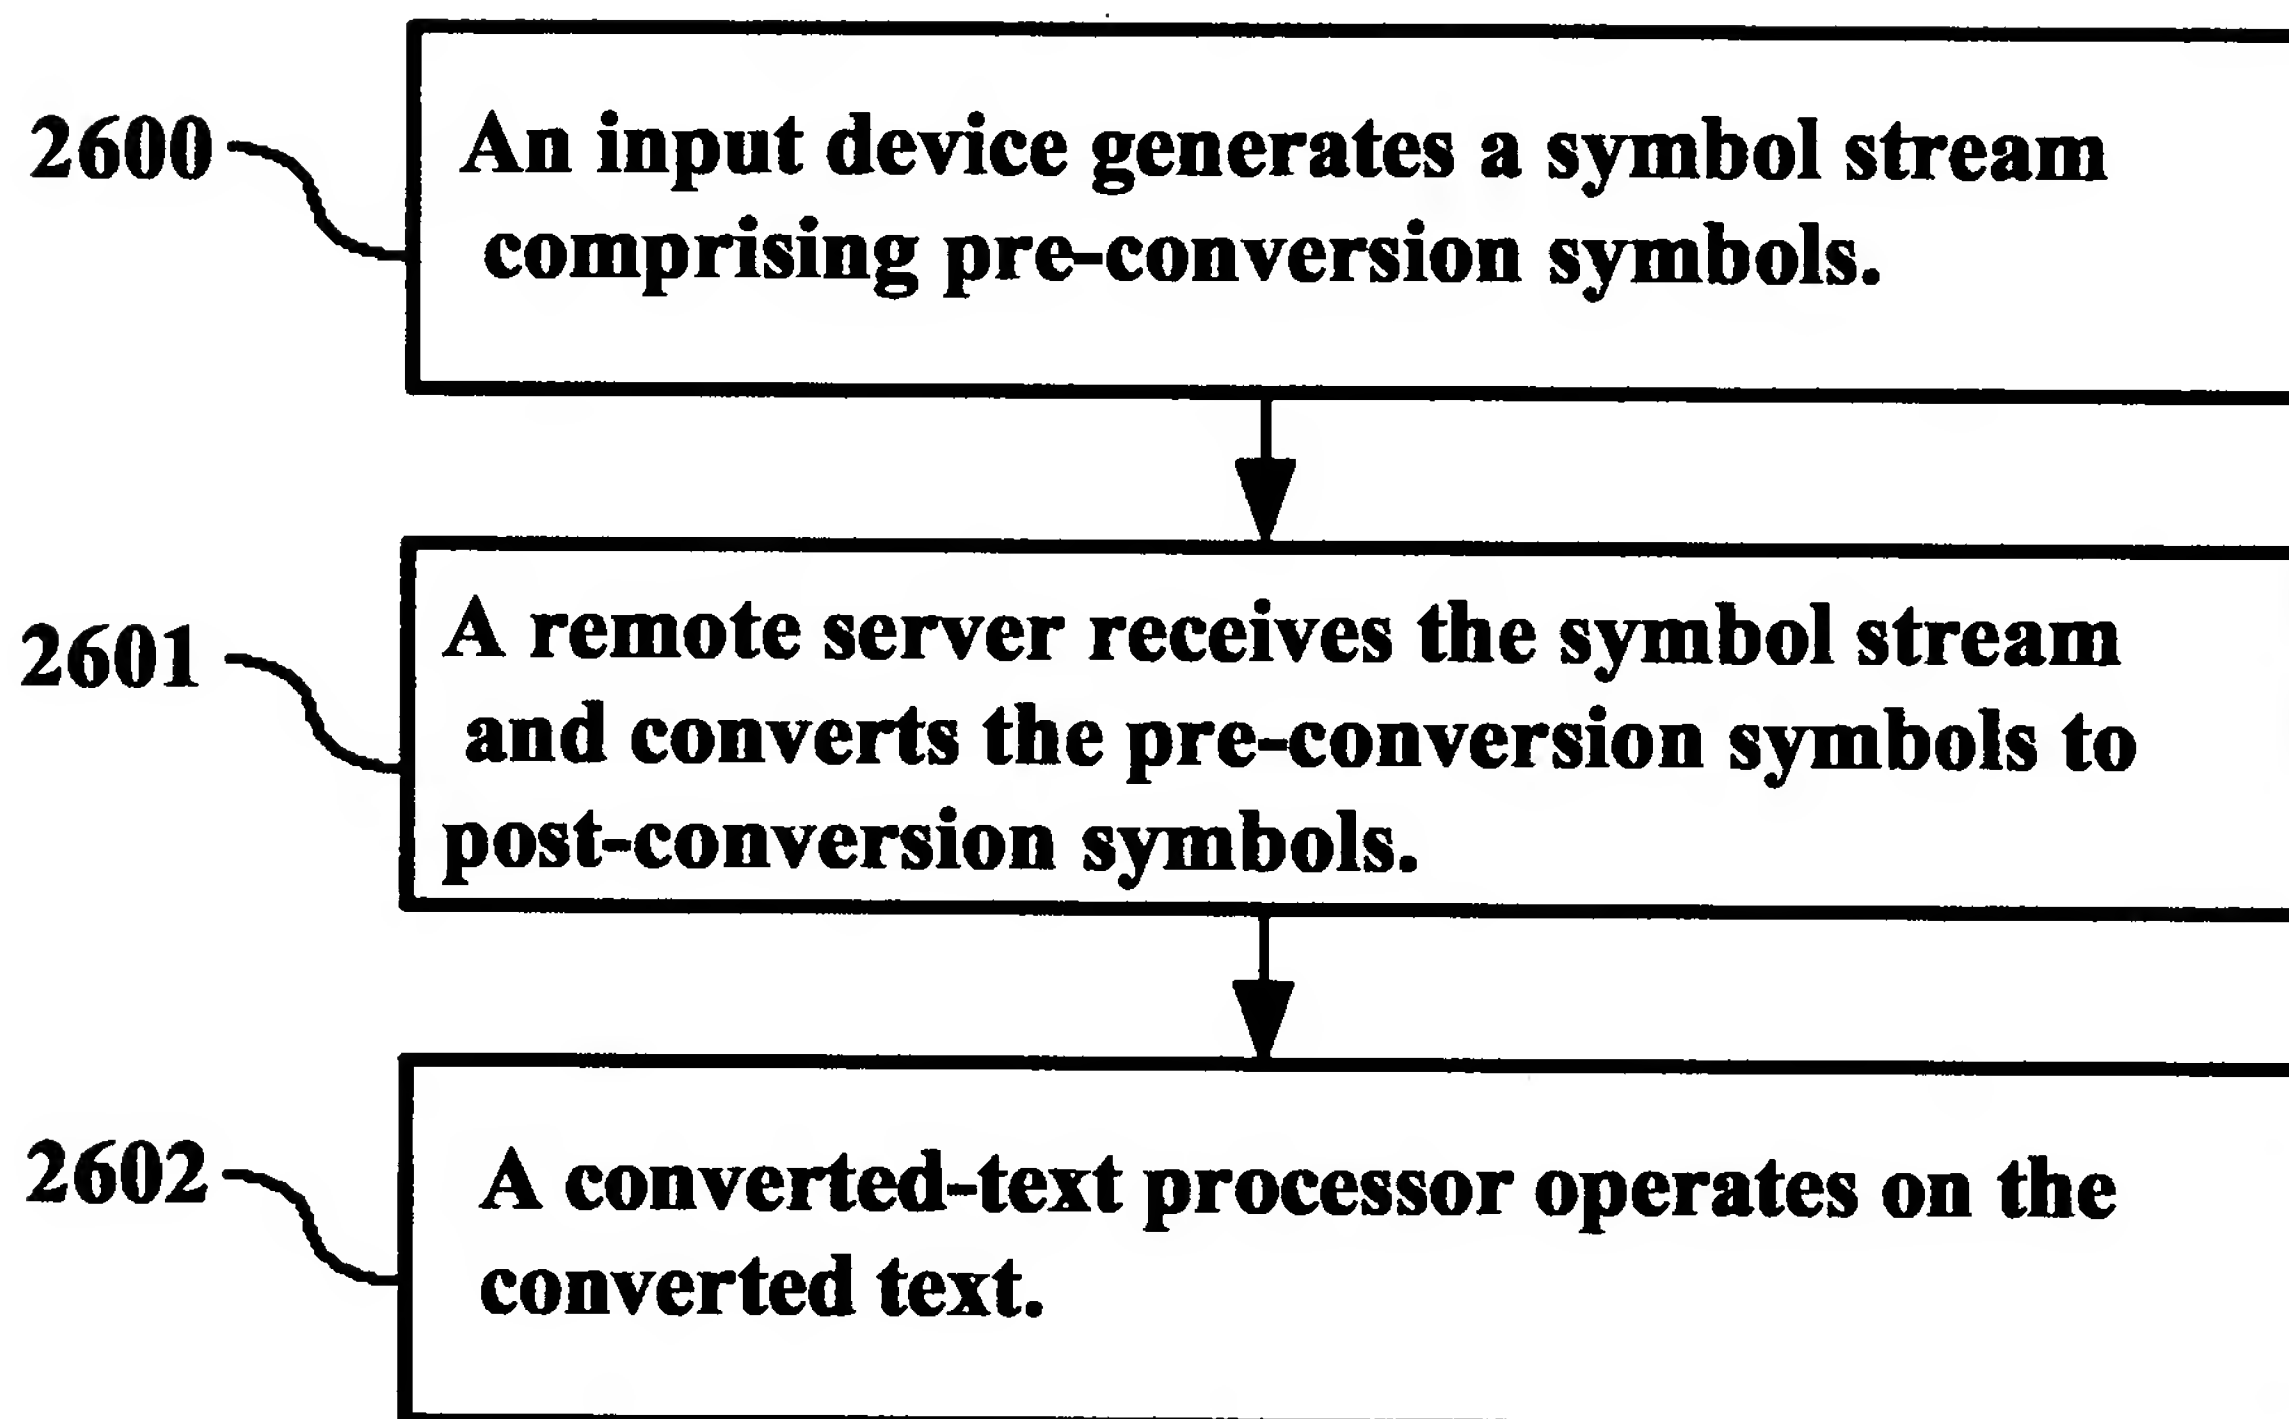 2600
An input device generates a symbol stream
comprising pre-conversion symbols.
2601
A remote server receives the symbol stream
and converts the pre-conversion symbols to
post-conversion symbols.
2602
A converted-text processor operates on the
converted text.